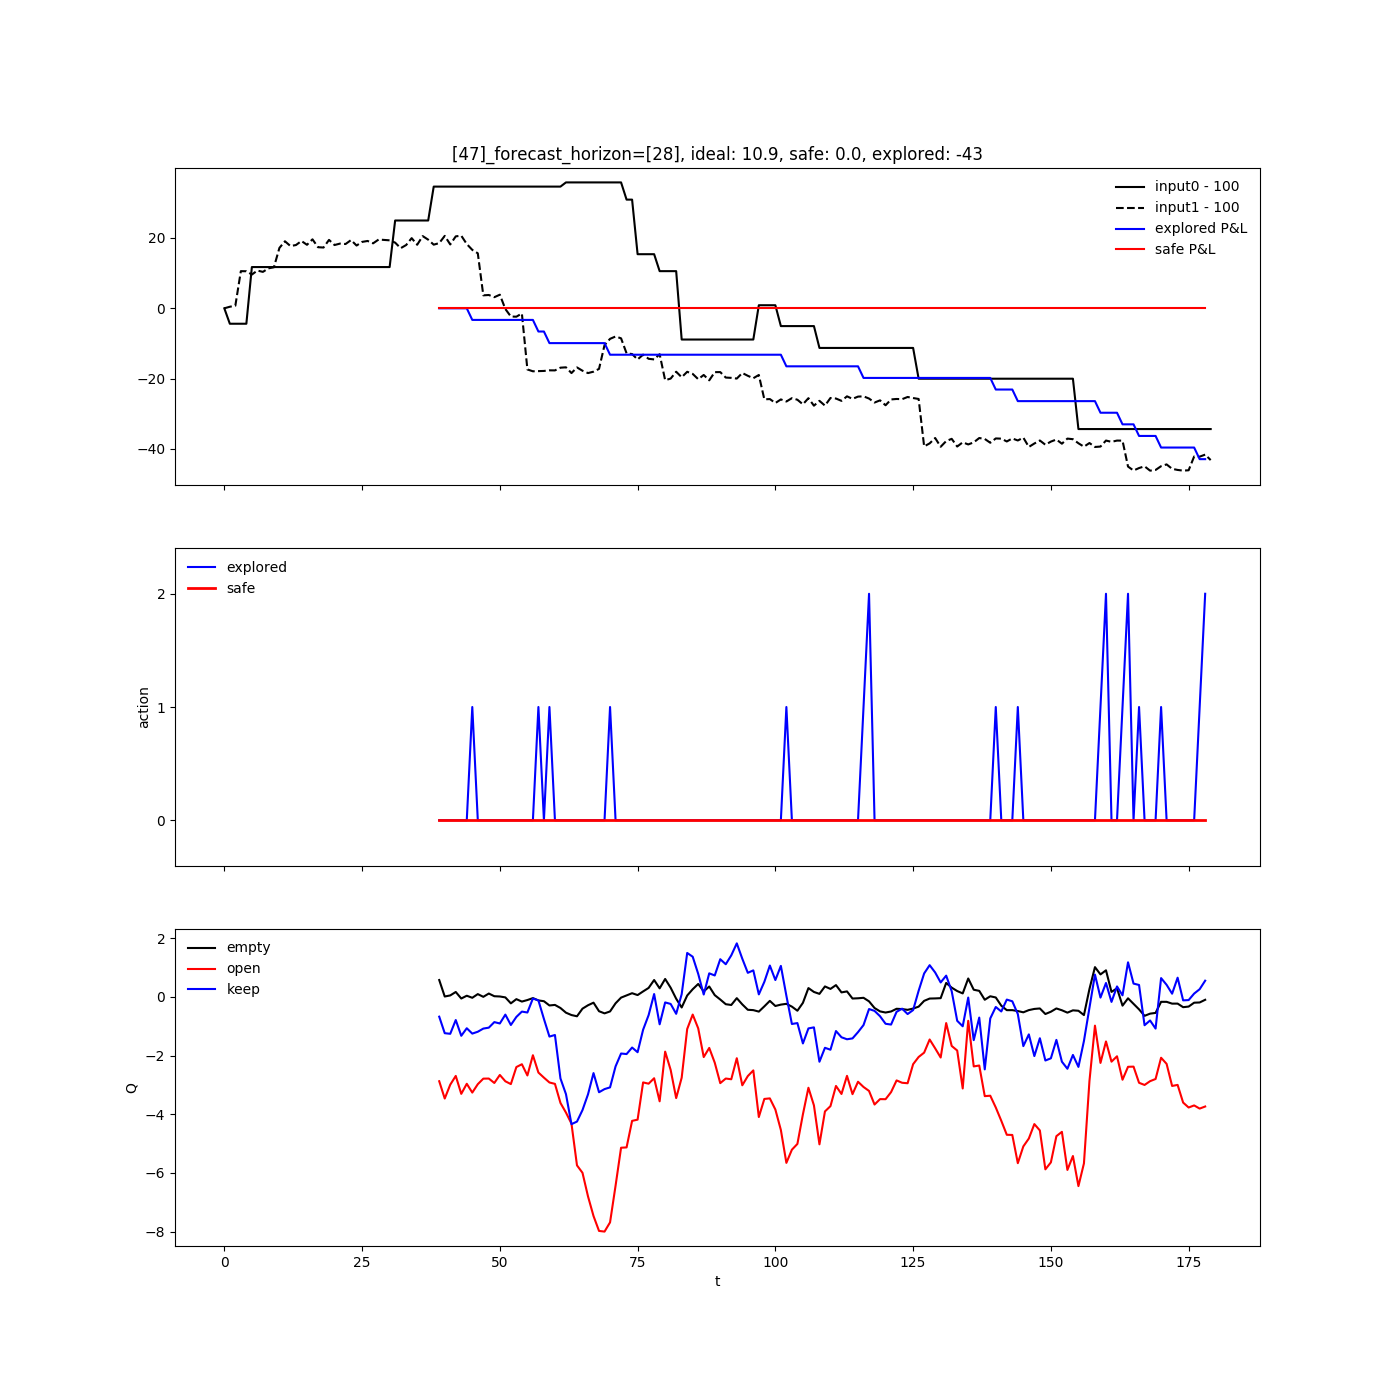 [47]_forecast_horizon=[28], ideal: 10.9, safe: 0.0, explored: -43
input0 - 100
input1 - 100
explored P&L
safe P&L
20
0
−20
−40
explored
safe
2
1
0
action
empty
open
keep
2
0
−2
−4
−6
−8
Q
0 25 50 75 100 125 150 175
t